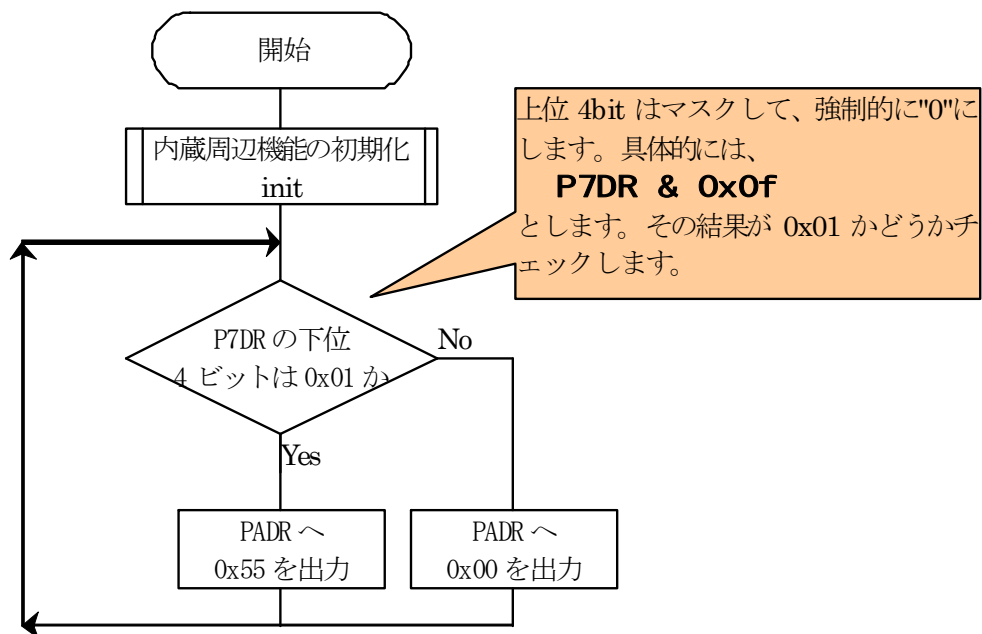 開始
内蔵周辺機能の初期化
init
上位 4bit はマスクして、強制的に"0"に
します。具体的には、
P7DR & 0x0f
とします。その結果が 0x01 かどうかチ
ェックします。
P7DR の下位
4 ビットは 0x01 か
No
Yes
PADR へ
0x55 を出力
PADR へ
0x00 を出力